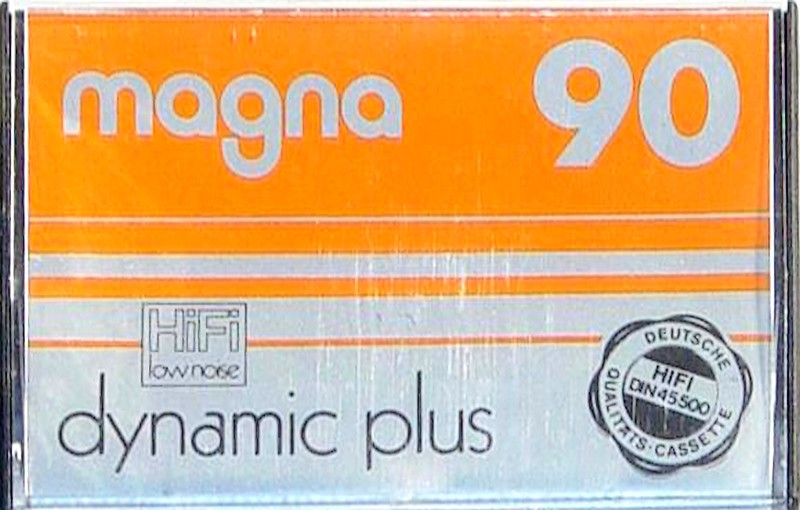 magna 90
HiFi
low noise
dynamic plus
DEUTSCHE
HIFI
DIN 45500
QUALITÄTS·CASSETTE